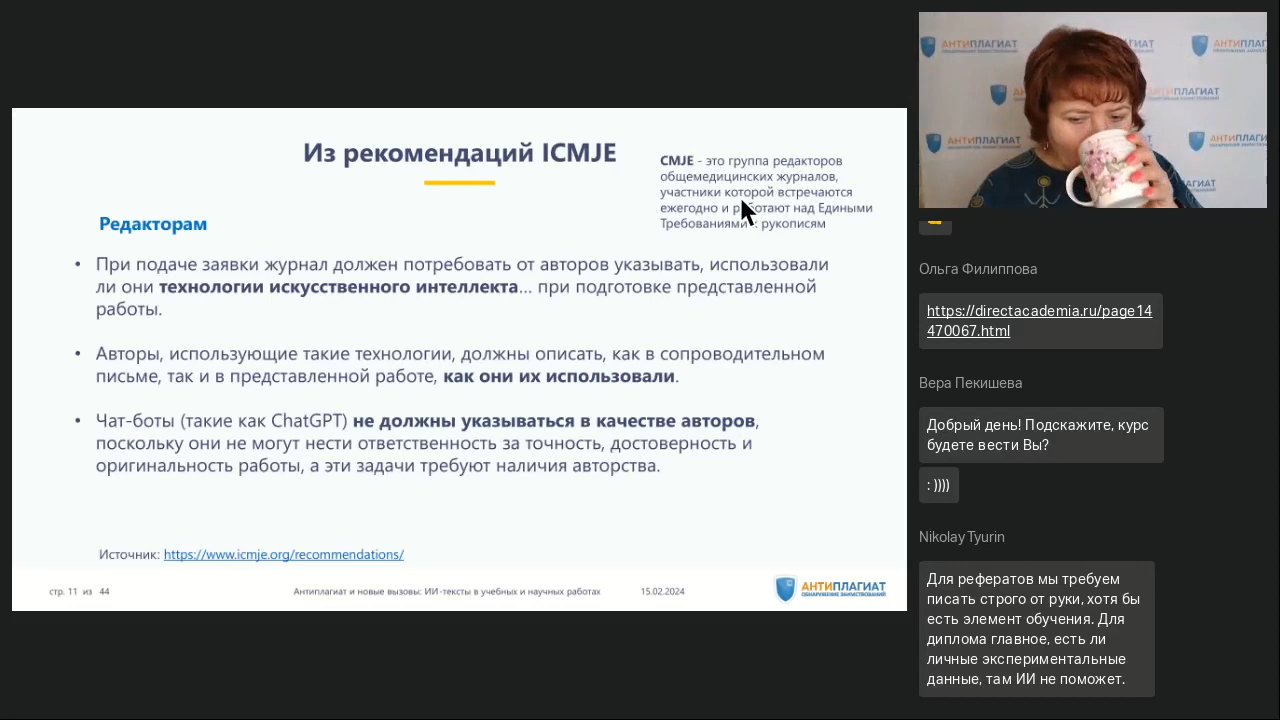 Из рекомендаций ICMJE
CMJE - это группа редакторов
общемедицинских журналов,
участники которой встречаются
ежегодно и работают над Едиными
Требованиями рукописям
Редакторам
• При подаче заявки журнал должен потребовать от авторов указывать, использовали
ли они технологии искусственного интеллекта... при подготовке представленной
работы.
• Авторы, использующие такие технологии, должны описать, как в сопроводительном
письме, так и в представленной работе, как они их использовали.
• Чат-боты (такие как ChatGPT) не должны указываться в качестве авторов,
поскольку они не могут нести ответственность за точность, достоверность и
оригинальность работы, а эти задачи требуют наличия авторства.
Источник: https://www.icmje.org/recommendations/
стр. 11 из 44
Антиплагиат и новые вызовы: ИИ-тексты в учебных и научных работах
15.02.2024
АНТИПЛАГИАТ
ОБНАРУЖЕНИЕ ЗАИМСТВОВАНИЙ
АНТИПЛАГИАТ
АНТИПЛАГИАТ
АНТИПЛАГИАТ
Ольга Филиппова
https://directacademia.ru/page14
470067.html
Вера Пекишева
Добрый день! Подскажите, курс
будете вести Вы?
: ))))
Nikolay Tyurin
Для рефератов мы требуем
писать строго от руки, хотя бы
есть элемент обучения. Для
диплома главное, есть ли
личные экспериментальные
данные, там ИИ не поможет.